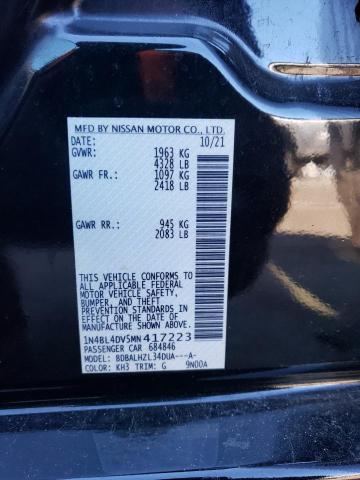 MFD BY NISSAN MOTOR CO., LTD.
DATE: 10/21
GVWR: 1963 KG
4328 LB
GAWR FR.: 1097 KG
2418 LB
GAWR RR.: 945 KG
2083 LB
THIS VEHICLE CONFORMS TO
ALL APPLICABLE FEDERAL
MOTOR VEHICLE SAFETY,
BUMPER, AND THEFT
PREVENTION STANDARDS
IN EFFECT ON THE DATE OF
MANUFACTURE SHOWN ABOVE.
1N4BL4DV5MN417223
PASSENGER CAR 684846
MODEL: BDBALHZL34DUA---A-
COLOR: KH3 TRIM: G 9N00A